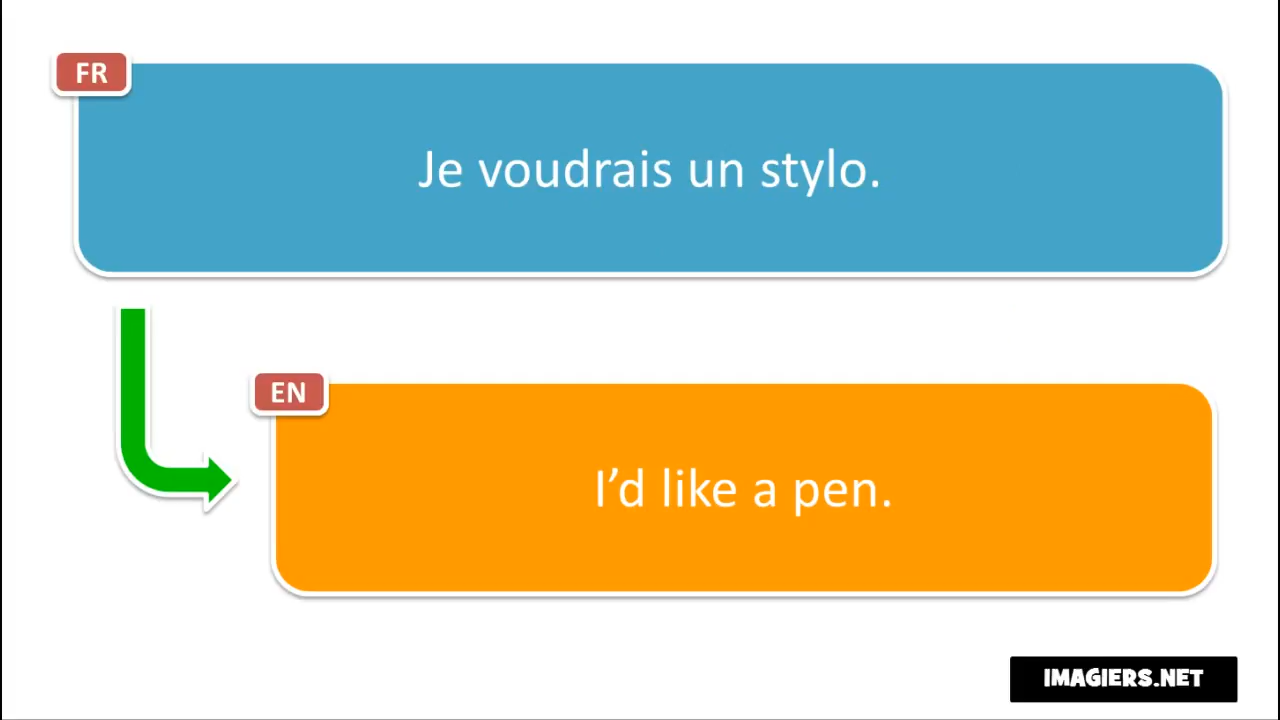 FR
Je voudrais un stylo.
EN
I’d like a pen.
IMAGIERS.NET